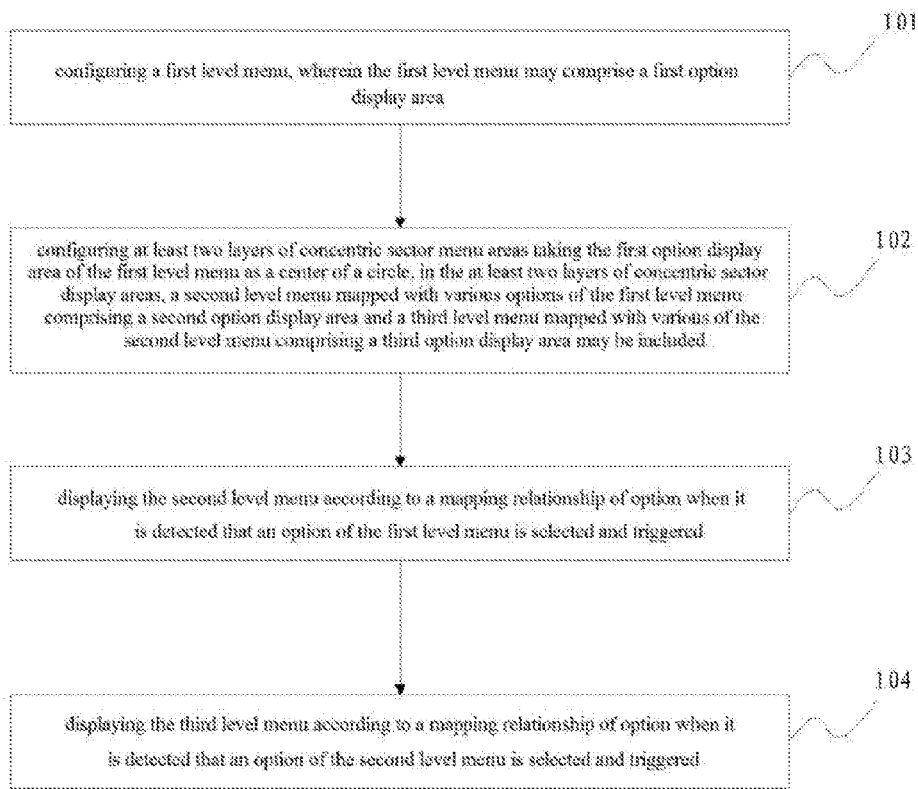 101
configuring a first level menu, wherein the first level menu may comprise a first option
display area
102
configuring at least two layers of concentric sector menu areas taking the first option display
area of the first level menu as a center of a circle, in the at least two layers of concentric sector
display areas, a second level menu mapped with various options of the first level menu
comprising a second option display area and a third level menu mapped with various of the
second level menu comprising a third option display area may be included
103
displaying the second level menu according to a mapping relationship of option when it
is detected that an option of the first level menu is selected and triggered
104
displaying the third level menu according to a mapping relationship of option when it
is detected that an option of the second level menu is selected and triggered